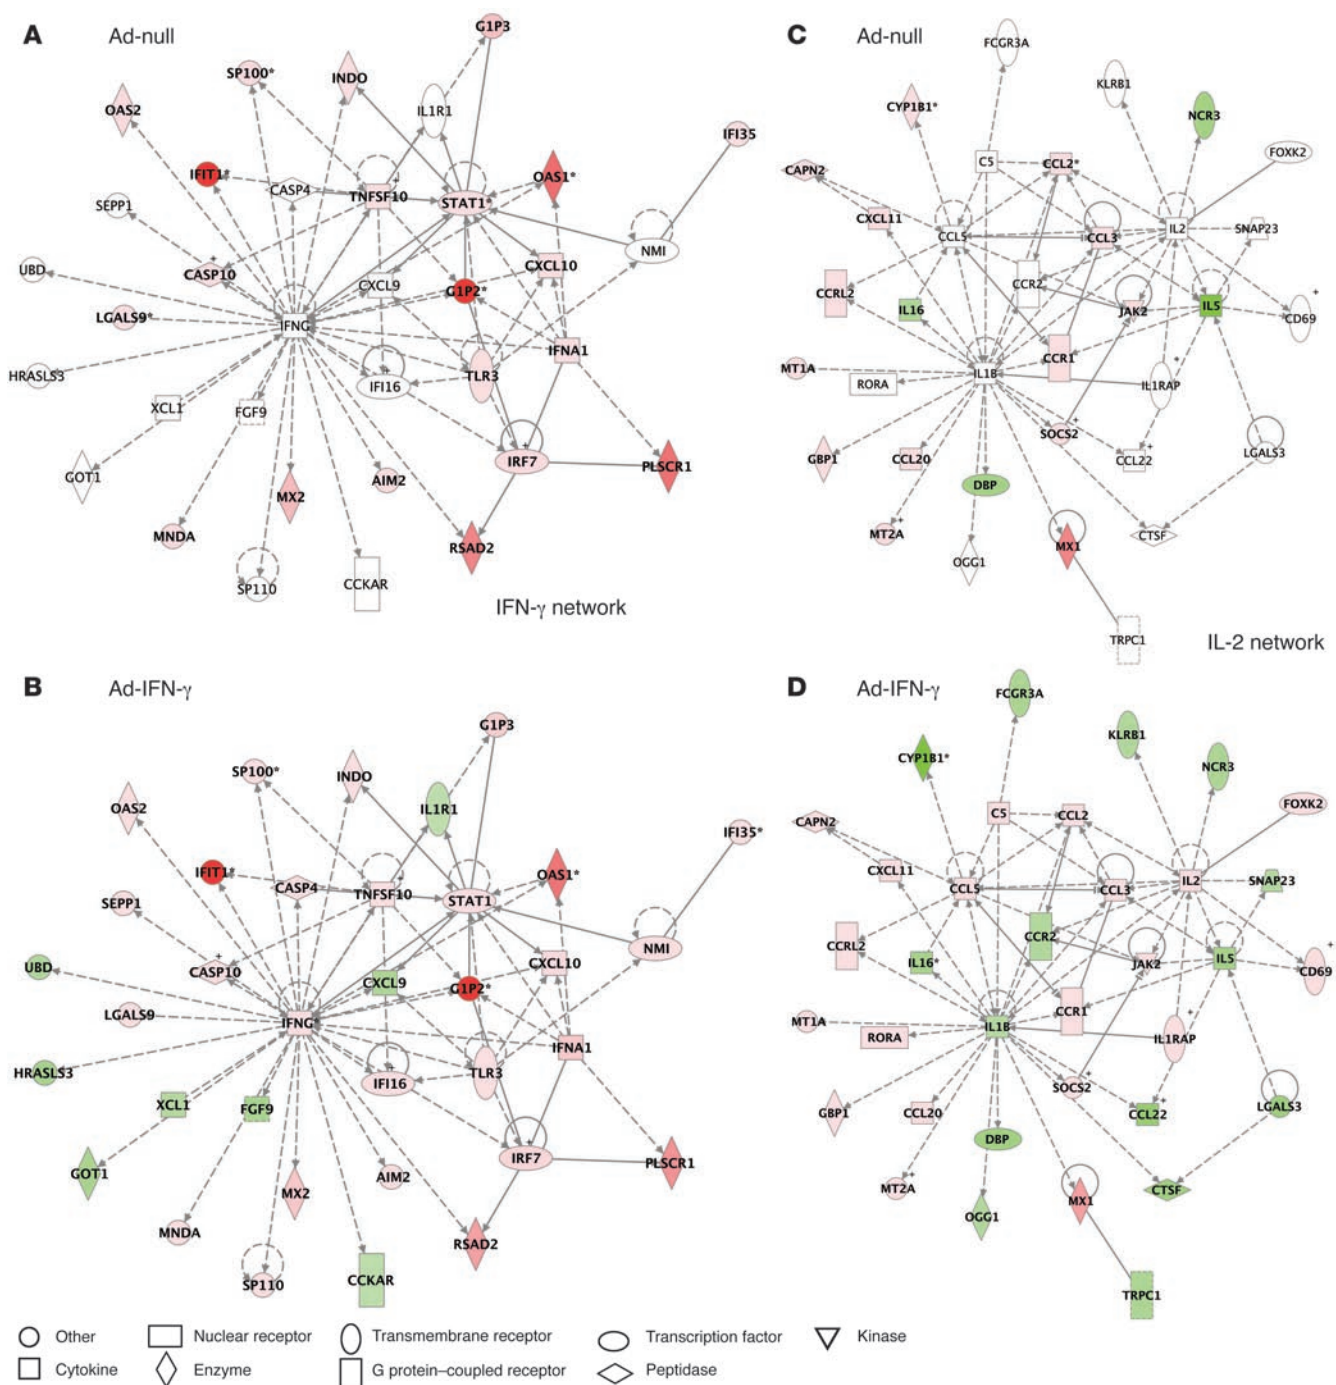 A Ad-null
G1P3
SP100*
INDO
OAS2
IL1R1
IFI35
IFIT1*
CASP4
TNFSF10
+
STAT1*
OAS1*
SEPP1
NMI
UBD
CASP10
+
CXCL9
CXCL10
G1P2*
LGALS9*
IFNG
HRASLS3
IFI16
+
TLR3
IFNA1
XCL1
FGF9
GOT1
MX2
AIM2
IRF7
+
PLSCR1
MNDA
RSAD2
SP110
CCKAR
IFN-γ network
C Ad-null
FCGR3A
KLRB1
CYP1B1*
NCR3
C5
CCL2*
FOXK2
CAPN2
CXCL11
CCL5
CCL3
IL2
SNAP23
CCRL2
IL16
CCR2
JAK2
IL5
CD69
+
MT1A
RORA
IL1B
CCR1
IL1RAP
+
GBP1
CCL20
SOCS2
+
CCL22
+
LGALS3
DBP
MT2A
+
OGG1
MX1
CTSF
TRPC1
IL-2 network
B Ad-IFN-γ
G1P3
SP100*
INDO
OAS2
IL1R1
IFI35*
IFIT1*
CASP4
TNFSF10
+
STAT1
OAS1*
SEPP1
NMI
UBD
CASP10
+
CXCL9
CXCL10
G1P2*
LGALS9
IFNG*
HRASLS3
IFI16
+
TLR3
IFNA1
XCL1
FGF9
GOT1
MX2
AIM2
IRF7
+
PLSCR1
MNDA
RSAD2
SP110
CCKAR
D Ad-IFN-γ
FCGR3A
KLRB1
CYP1B1*
NCR3
C5
CCL2
FOXK2
CAPN2
CXCL11
CCL5
CCL3
IL2
SNAP23
CCRL2
IL16*
CCR2
JAK2
IL5
CD69
+
MT1A
RORA
IL1B
CCR1
IL1RAP
+
GBP1
CCL20
SOCS2
+
CCL22
+
LGALS3
DBP
MT2A
+
OGG1
MX1
CTSF
TRPC1
Other Nuclear receptor Transmembrane receptor Transcription factor Kinase
Cytokine Enzyme G protein–coupled receptor Peptidase